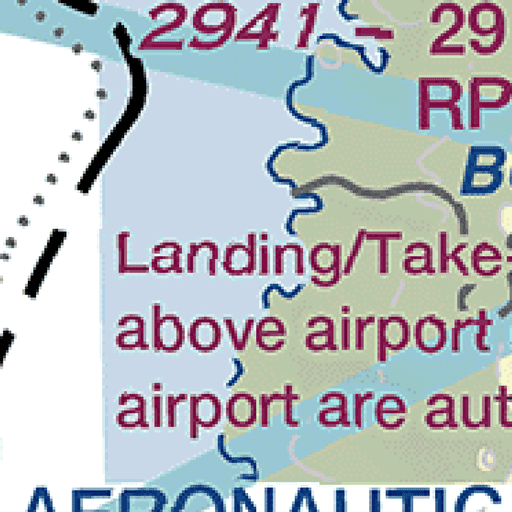 2941 – 29
RP
B
Landing/Take-
above airport
airport are aut
AERONAUTIC